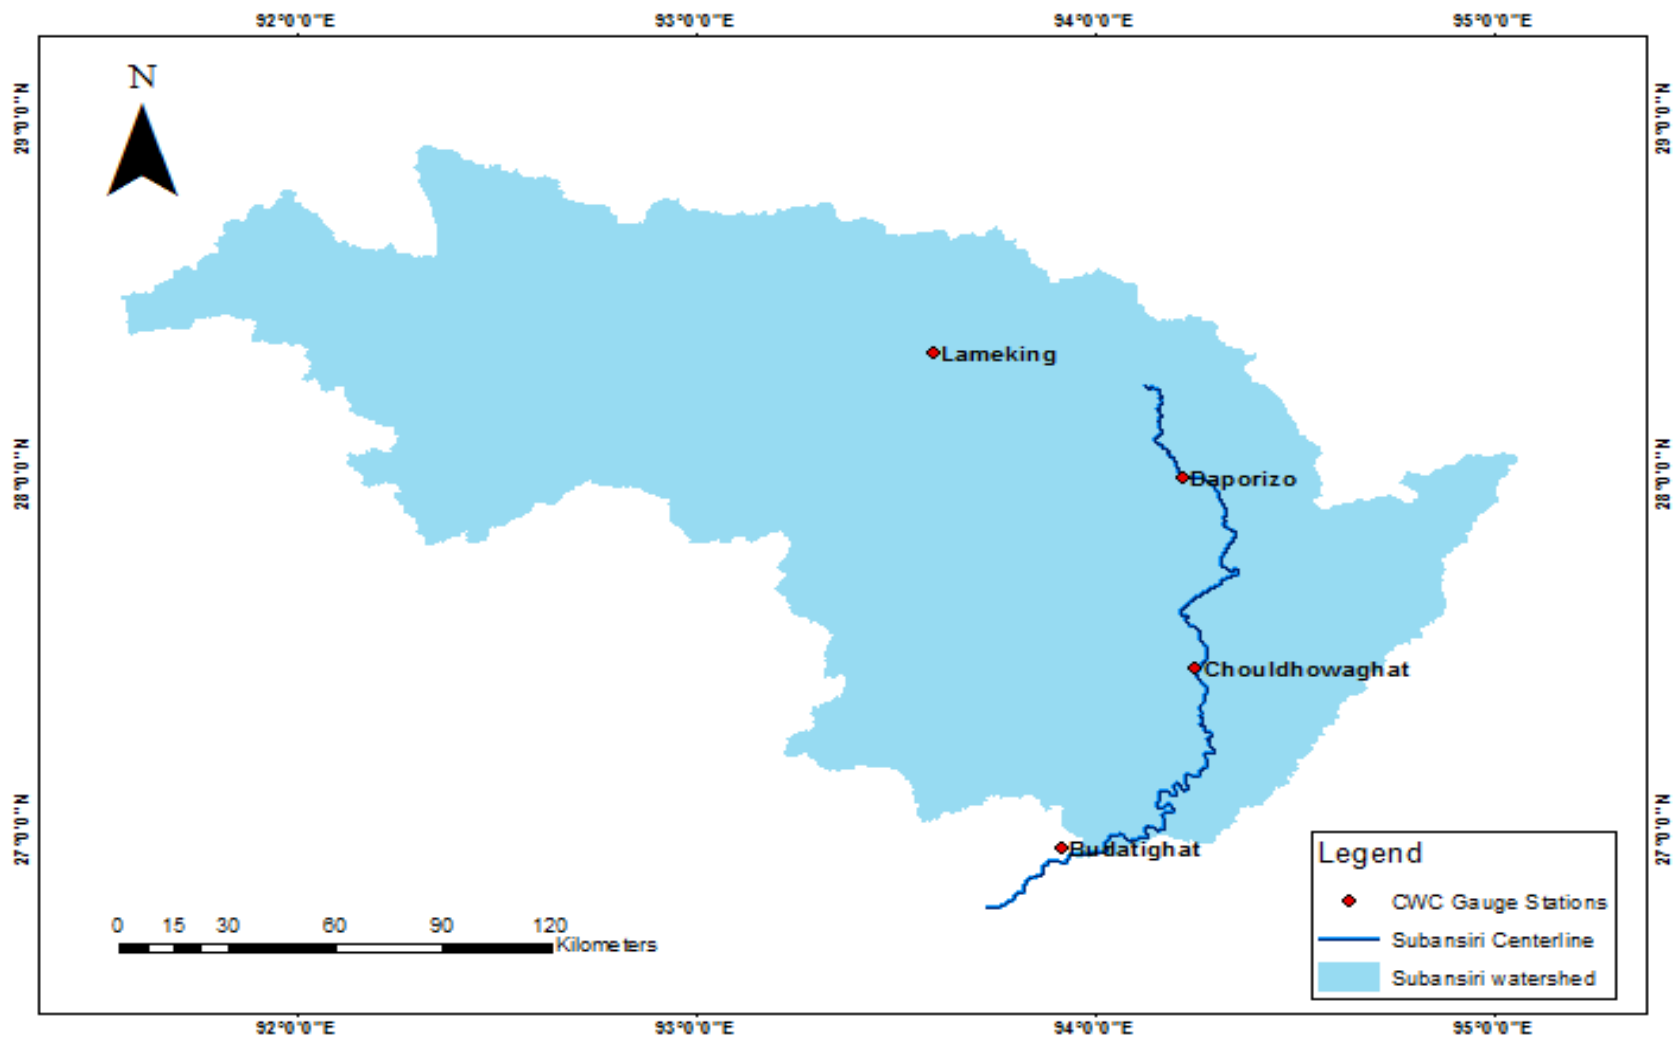 92°0'0"E 93°0'0"E 94°0'0"E 95°0'0"E
N
29°0'0"N 29°0'0"N
Lameking
28°0'0"N 28°0'0"N
Daporizo
Chouldhowaghat
27°0'0"N 27°0'0"N
Budatighat
Legend
CWC Gauge Stations
Subansiri Centerline
Subansiri watershed
0 15 30 60 90 120
Kilometers
92°0'0"E 93°0'0"E 94°0'0"E 95°0'0"E